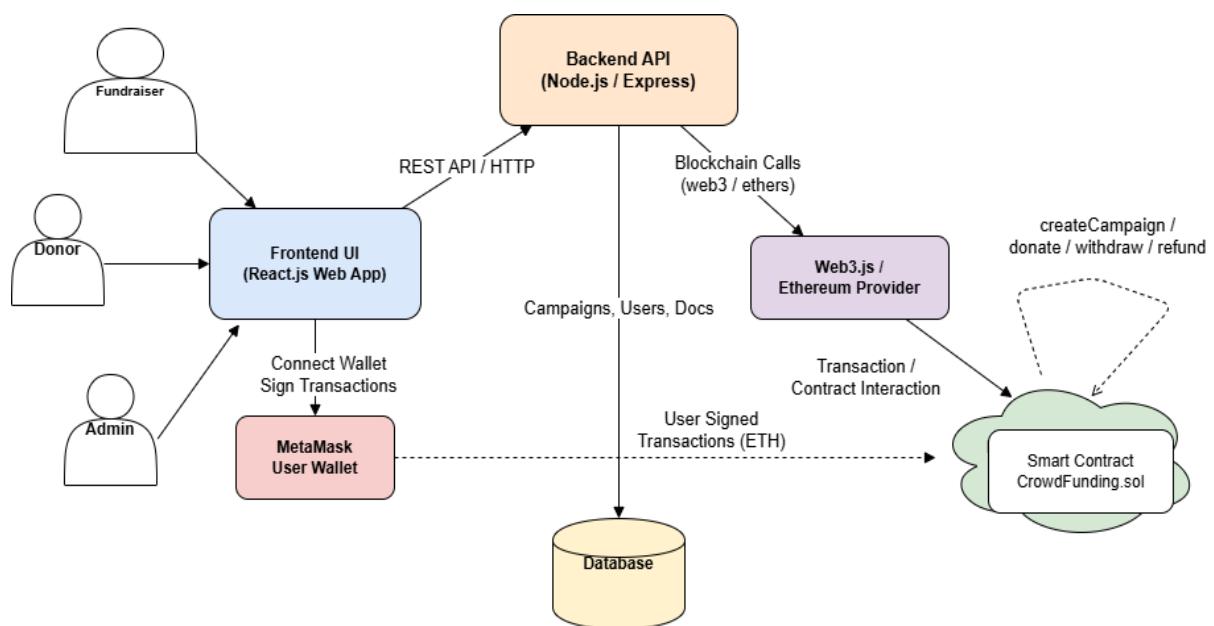 Backend API
(Node.js / Express)
Fundraiser
REST API / HTTP
Blockchain Calls
(web3 / ethers)
Donor
Frontend UI
(React.js Web App)
createCampaign /
donate / withdraw / refund
Web3.js /
Ethereum Provider
Campaigns, Users, Docs
Connect Wallet
Sign Transactions
Transaction /
Contract Interaction
Admin
MetaMask
User Wallet
User Signed
Transactions (ETH)
Smart Contract
CrowdFunding.sol
Database